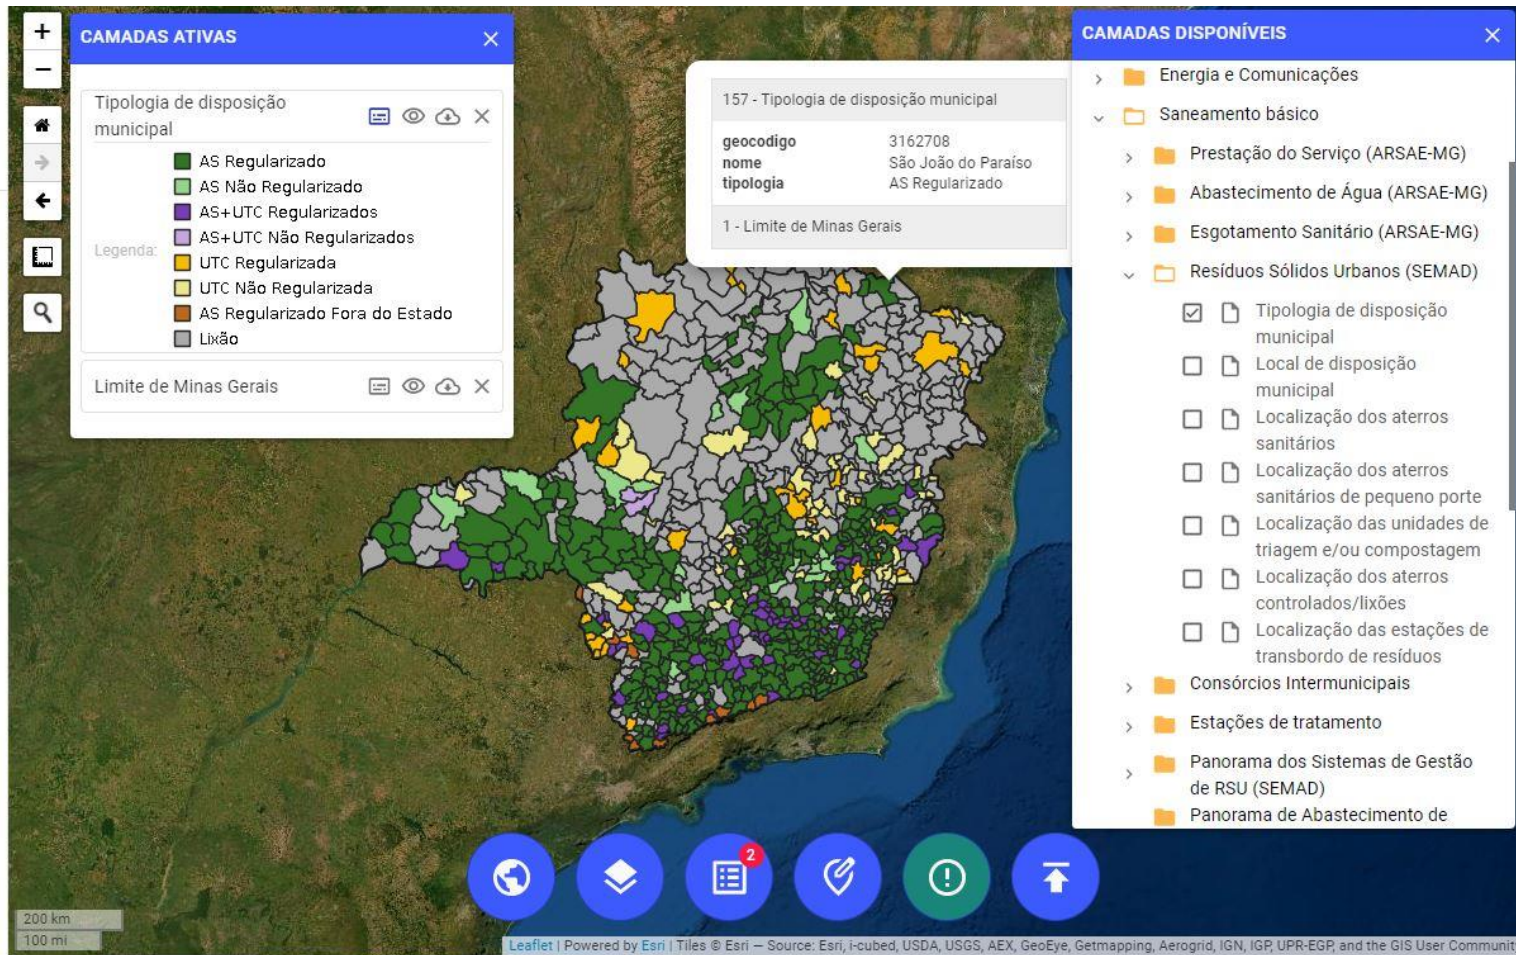 +
−
CAMADAS ATIVAS
Tipologia de disposição
municipal
Legenda:
AS Regularizado
AS Não Regularizado
AS+UTC Regularizados
AS+UTC Não Regularizados
UTC Regularizada
UTC Não Regularizada
AS Regularizado Fora do Estado
Lixão
Limite de Minas Gerais
157 - Tipologia de disposição municipal
geocodigo 3162708
nome São João do Paraíso
tipologia AS Regularizado
1 - Limite de Minas Gerais
CAMADAS DISPONÍVEIS
Energia e Comunicações
Saneamento básico
Prestação do Serviço (ARSAE-MG)
Abastecimento de Água (ARSAE-MG)
Esgotamento Sanitário (ARSAE-MG)
Resíduos Sólidos Urbanos (SEMAD)
Tipologia de disposição
municipal
Local de disposição
municipal
Localização dos aterros
sanitários
Localização dos aterros
sanitários de pequeno porte
Localização das unidades de
triagem e/ou compostagem
Localização dos aterros
controlados/lixões
Localização das estações de
transbordo de resíduos
Consórcios Intermunicipais
Estações de tratamento
Panorama dos Sistemas de Gestão
de RSU (SEMAD)
Panorama de Abastecimento de
2
200 km
100 mi
Leaflet | Powered by Esri | Tiles © Esri — Source: Esri, i-cubed, USDA, USGS, AEX, GeoEye, Getmapping, Aerogrid, IGN, IGP, UPR-EGP, and the GIS User Communit